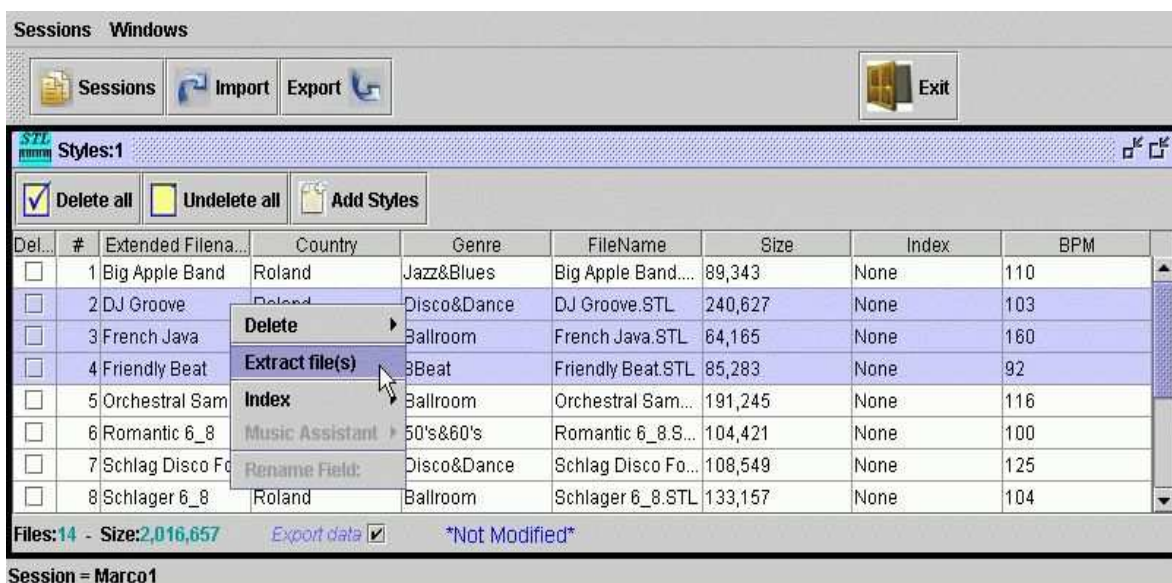 Sessions Windows
Sessions Import Export Exit
STL Styles:1
Delete all Undelete all Add Styles
Del... # Extended Filena... Country Genre FileName Size Index BPM
1 Big Apple Band Roland Jazz&Blues Big Apple Band.... 89,343 None 110
2 DJ Groove Roland Disco&Dance DJ Groove.STL 240,627 None 103
3 French Java Ballroom French Java.STL 64,165 None 160
4 Friendly Beat 8Beat Friendly Beat.STL 85,283 None 92
5 Orchestral Sam Ballroom Orchestral Sam... 191,245 None 116
6 Romantic 6_8 50's&60's Romantic 6_8.S... 104,421 None 100
7 Schlag Disco Fo Disco&Dance Schlag Disco Fo... 108,549 None 125
8 Schlager 6_8 Roland Ballroom Schlager 6_8.STL 133,157 None 104
Delete
Extract file(s)
Index
Music Assistant
Rename Field:
Files:14 - Size:2,016,657 Export data *Not Modified*
Session = Marco1